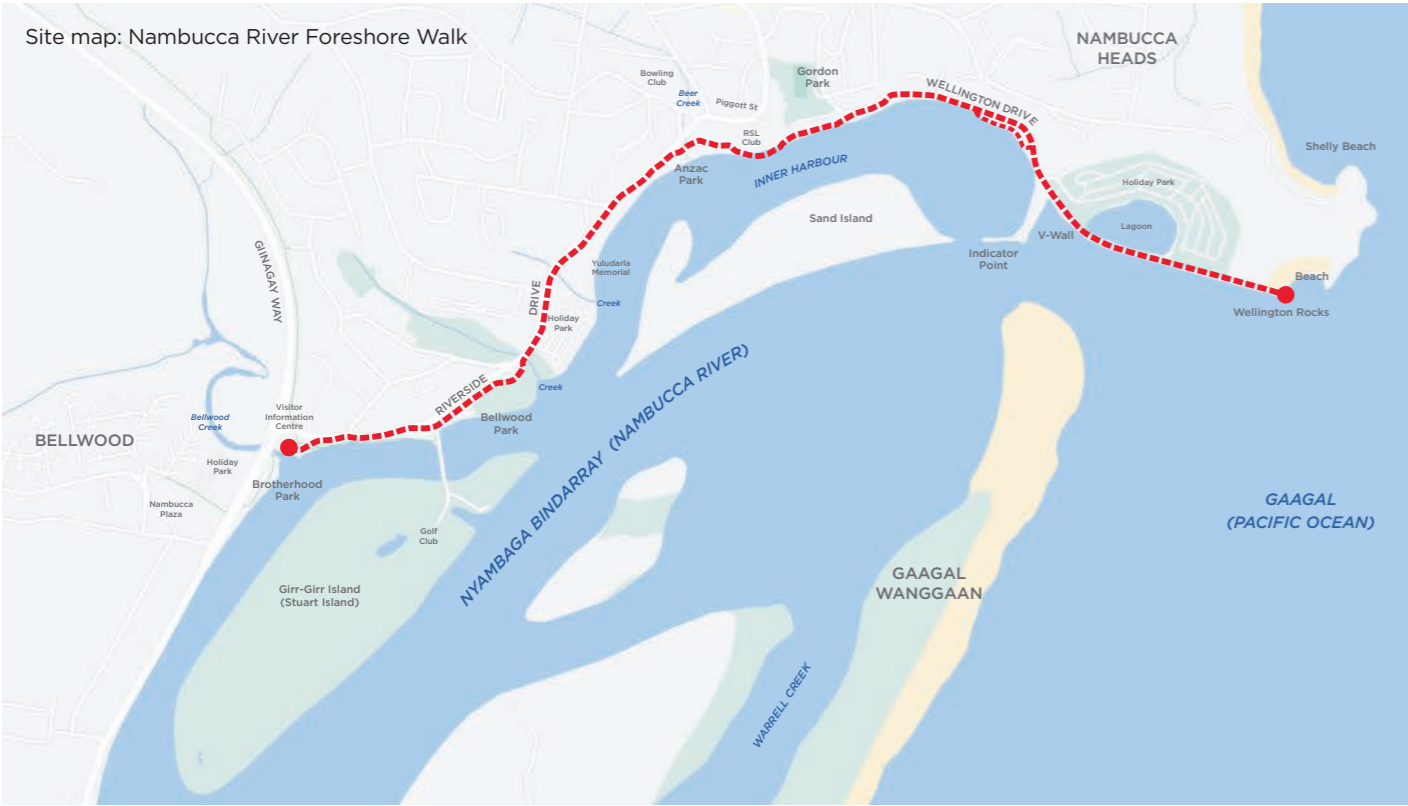 Site map: Nambucca River Foreshore Walk
NAMBUCCA
HEADS
Bowling
Club
Beer
Creek
Piggott St
Gordon
Park
WELLINGTON DRIVE
RSL
Club
Anzac
Park
INNER HARBOUR
Shelly Beach
Holiday Park
Sand Island
Lagoon
V-Wall
Indicator
Point
Beach
Wellington Rocks
GIINAGAY WAY
Yuludarla
Memorial
Creek
DRIVE
Holiday
Park
Creek
RIVERSIDE
Bellwood
Park
Visitor
Information
Centre
Bellwood
Creek
BELLWOOD
Holiday
Park
Brotherhood
Park
Nambucca
Plaza
Golf
Club
NYAMBAGA BINDARRAY (NAMBUCCA RIVER)
GAAGAL
(PACIFIC OCEAN)
Girr-Girr Island
(Stuart Island)
GAAGAL
WANGGAAN
WARRELL CREEK